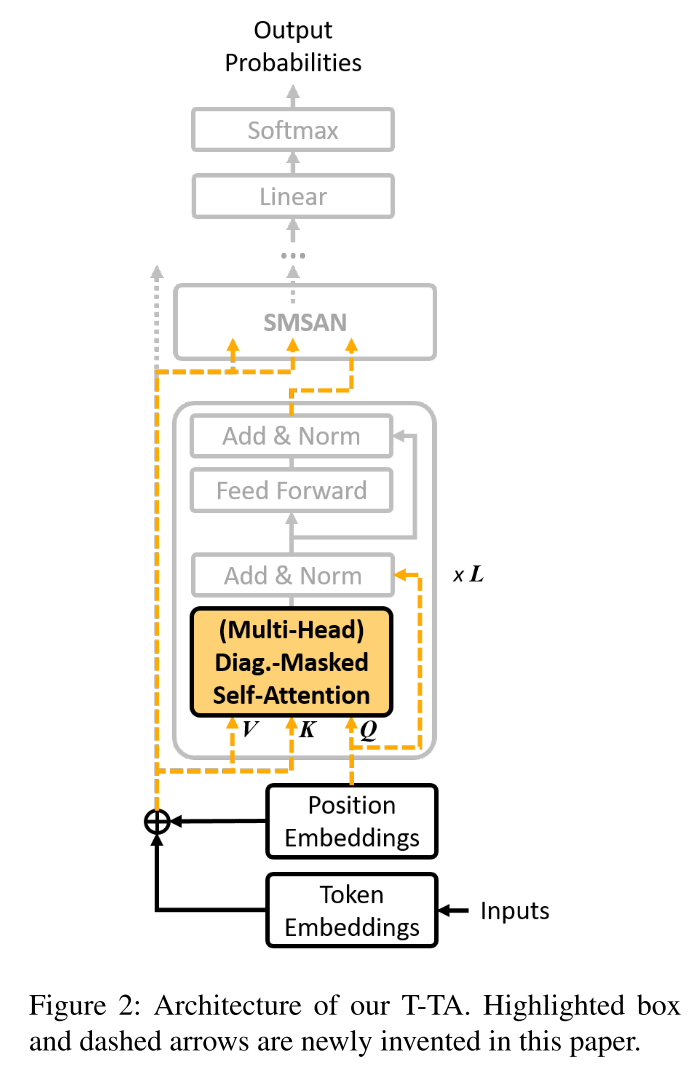 Output
Probabilities
Softmax
Linear
...
SMSAN
Add & Norm
Feed Forward
Add & Norm
x L
(Multi-Head)
Diag.-Masked
Self-Attention
V K Q
Position
Embeddings
Token
Embeddings
Inputs
Figure 2: Architecture of our T-TA. Highlighted box
and dashed arrows are newly invented in this paper.